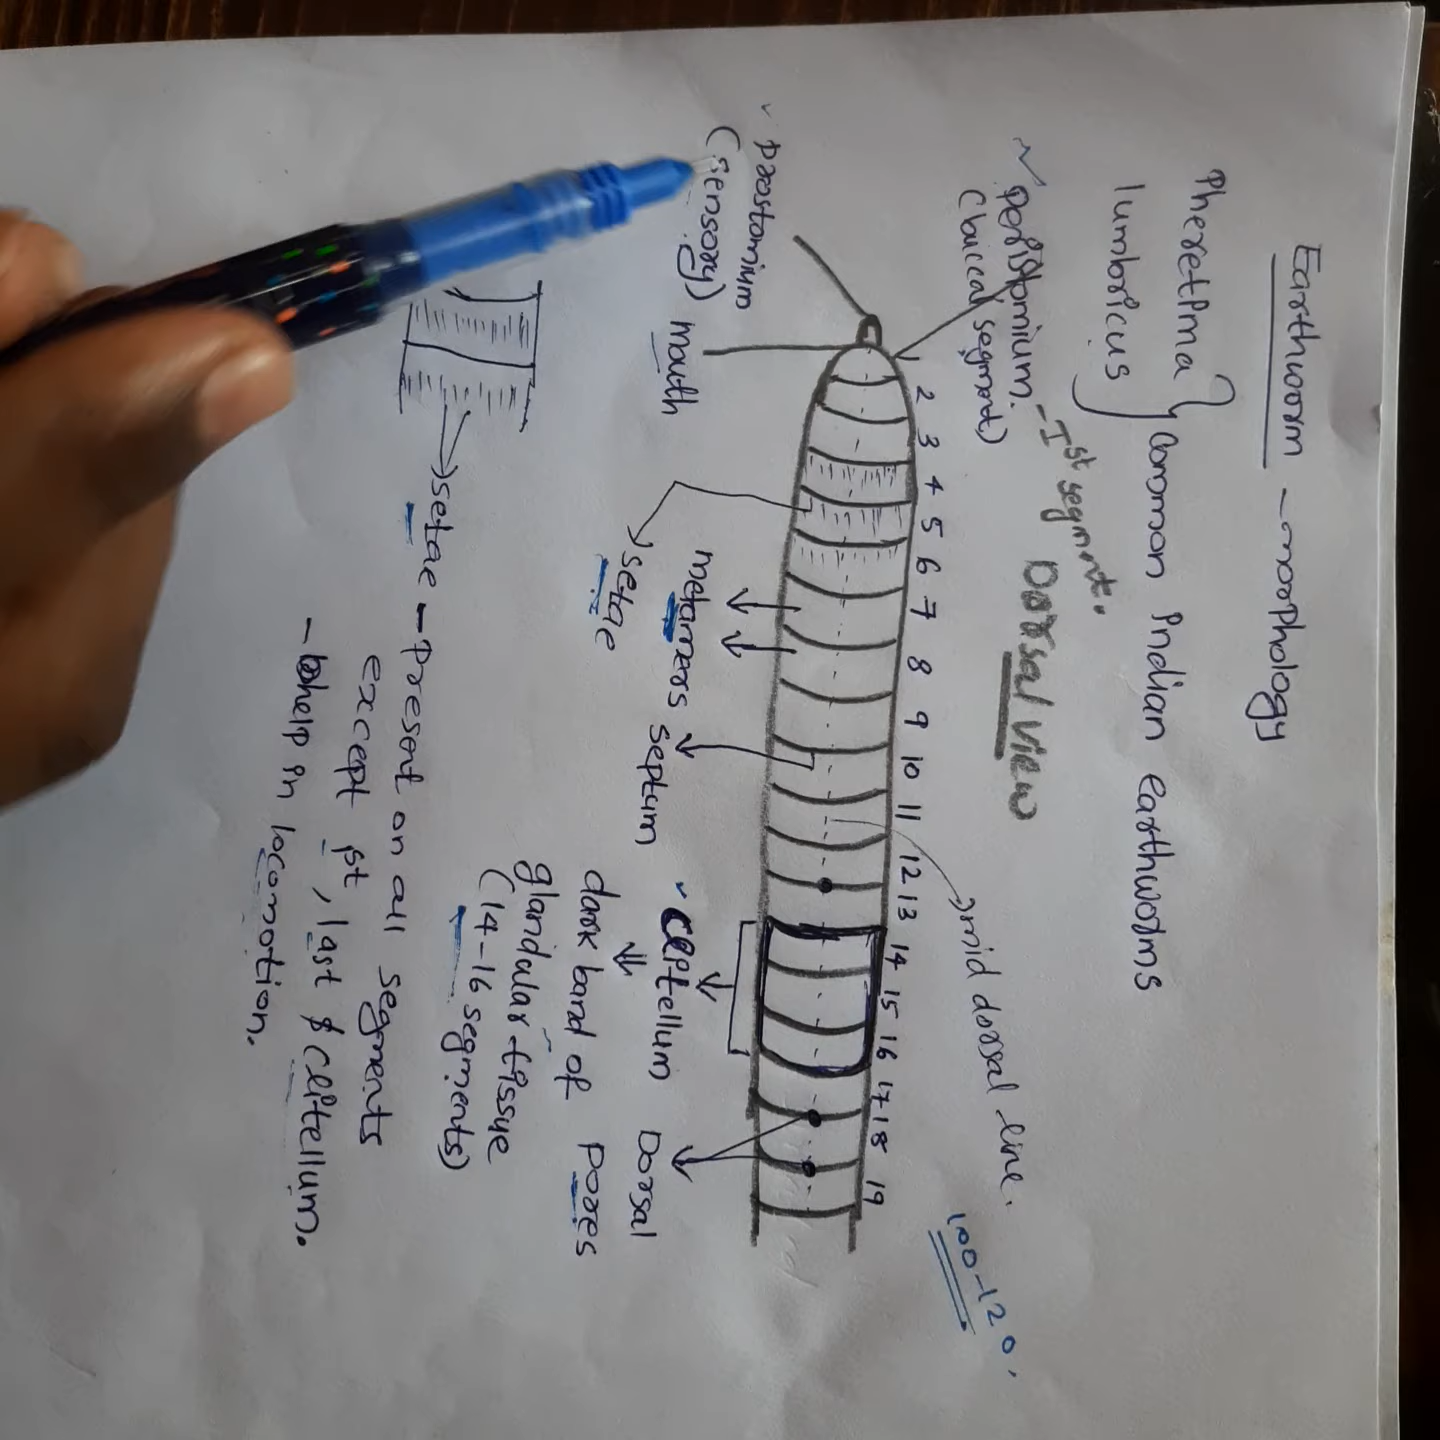 Earthworm - morphology
Pheretima
lumbricus
common Indian earthworms
Peristomium. - 1st segment.
(buccal segment)
Dorsal view
Prostomium
(sensory)
mouth
2 3 4 5 6 7 8 9 10 11 12 13 14 15 16 17 18 19
mid dorsal line.
100-120.
setae
metamers
septum
clitellum
dark band of
glandular tissue
(14-16 segments)
Dorsal
Pores
setae - present on all segments
except 1st, last & clitellum.
- help in locomotion.